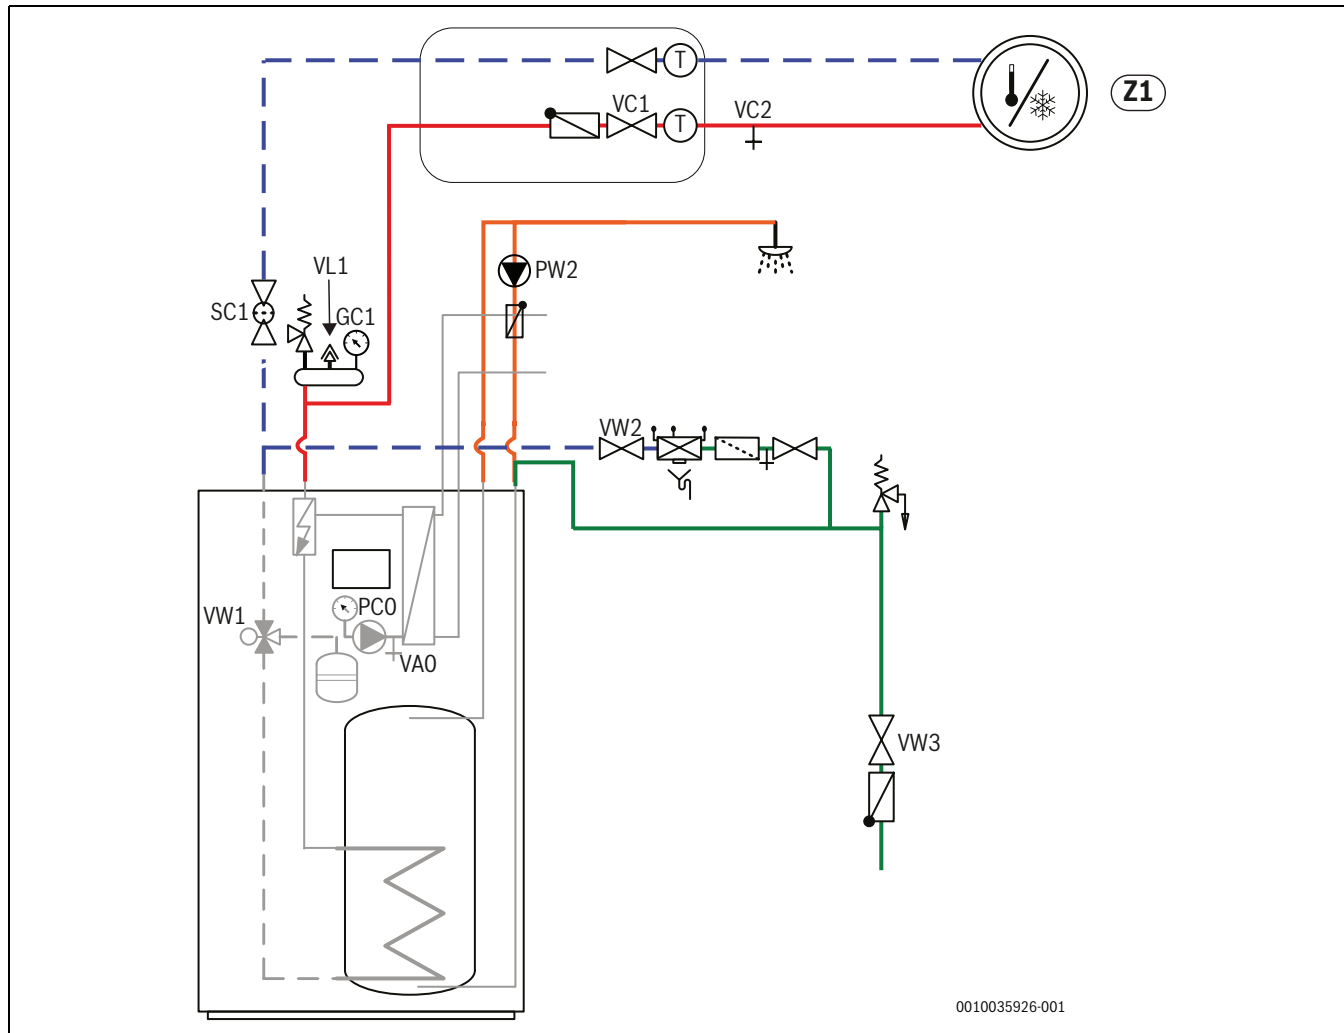 T
Z1
VC1
VC2
T
PW2
VL1
SC1
GC1
VW2
VW1
PC0
VA0
VW3
0010035926-001